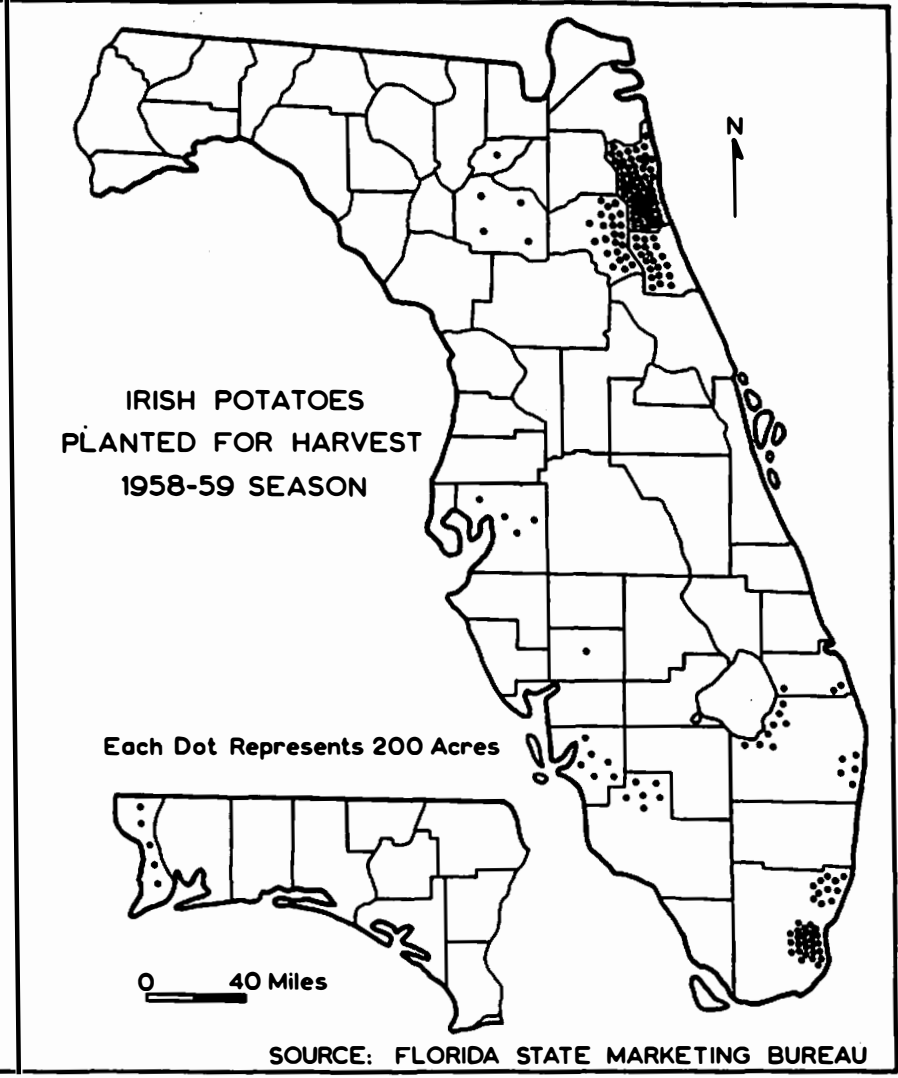 N
IRISH POTATOES
PLANTED FOR HARVEST
1958-59 SEASON
Each Dot Represents 200 Acres
0 40 Miles
SOURCE: FLORIDA STATE MARKETING BUREAU